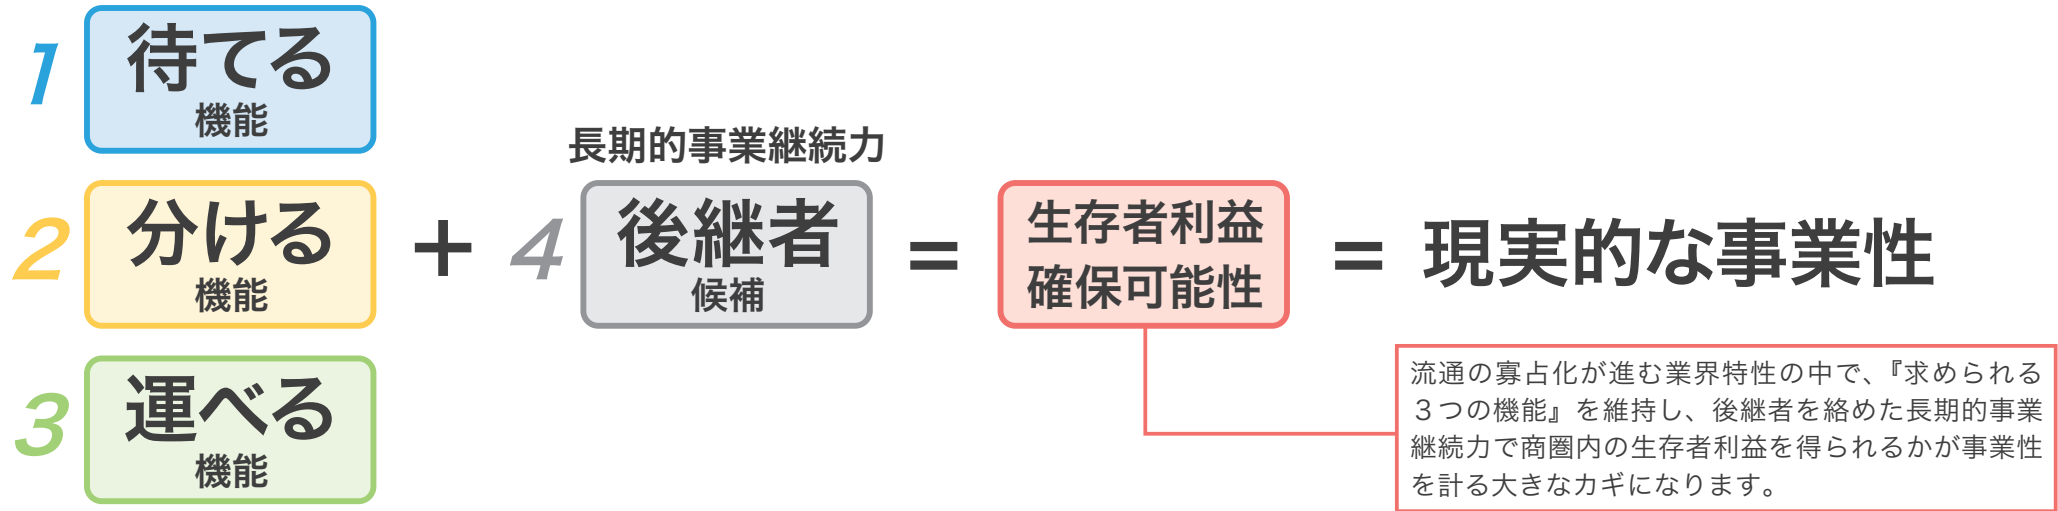 1
待てる
機能
2
分ける
機能
3
運べる
機能
+
長期的事業継続力
4
後継者
候補
=
生存者利益
確保可能性
=
現実的な事業性
流通の寡占化が進む業界特性の中で、『求められる
３つの機能』を維持し、後継者を絡めた長期的事業
継続力で商圏内の生存者利益を得られるかが事業性
を計る大きなカギになります。